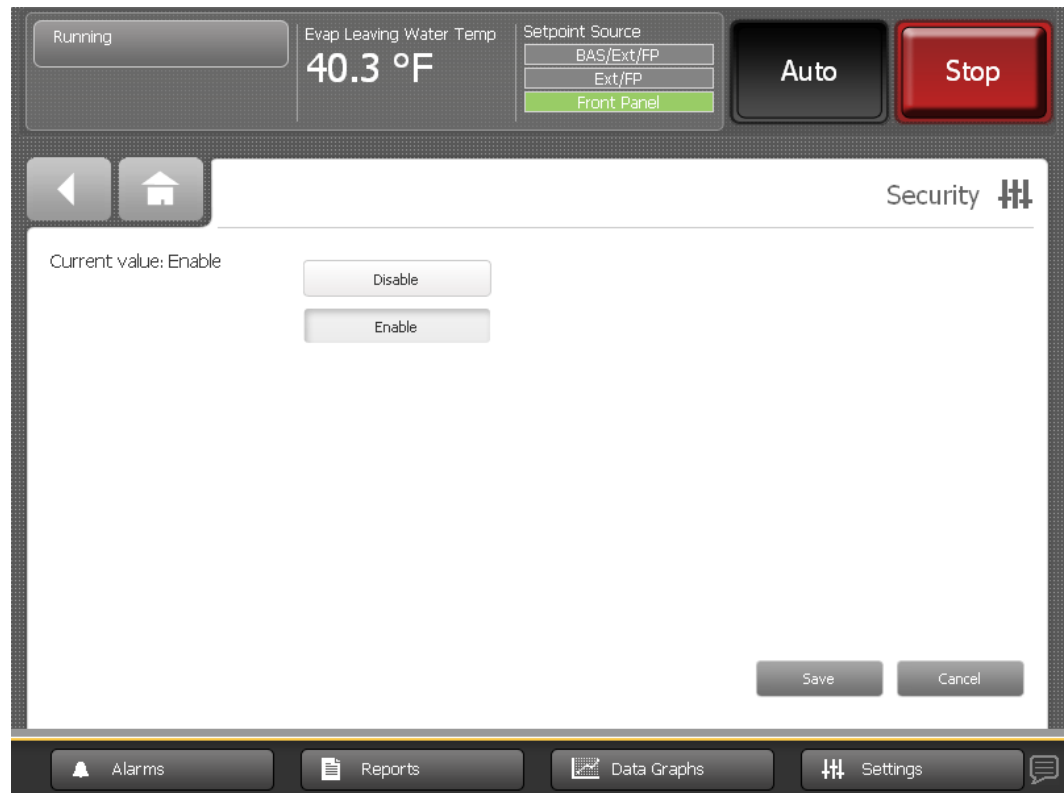 Running
Evap Leaving Water Temp
40.3 °F
Setpoint Source
BAS/Ext/FP
Ext/FP
Front Panel
Auto
Stop
Security
Current value: Enable
Disable
Enable
Save
Cancel
Alarms
Reports
Data Graphs
Settings